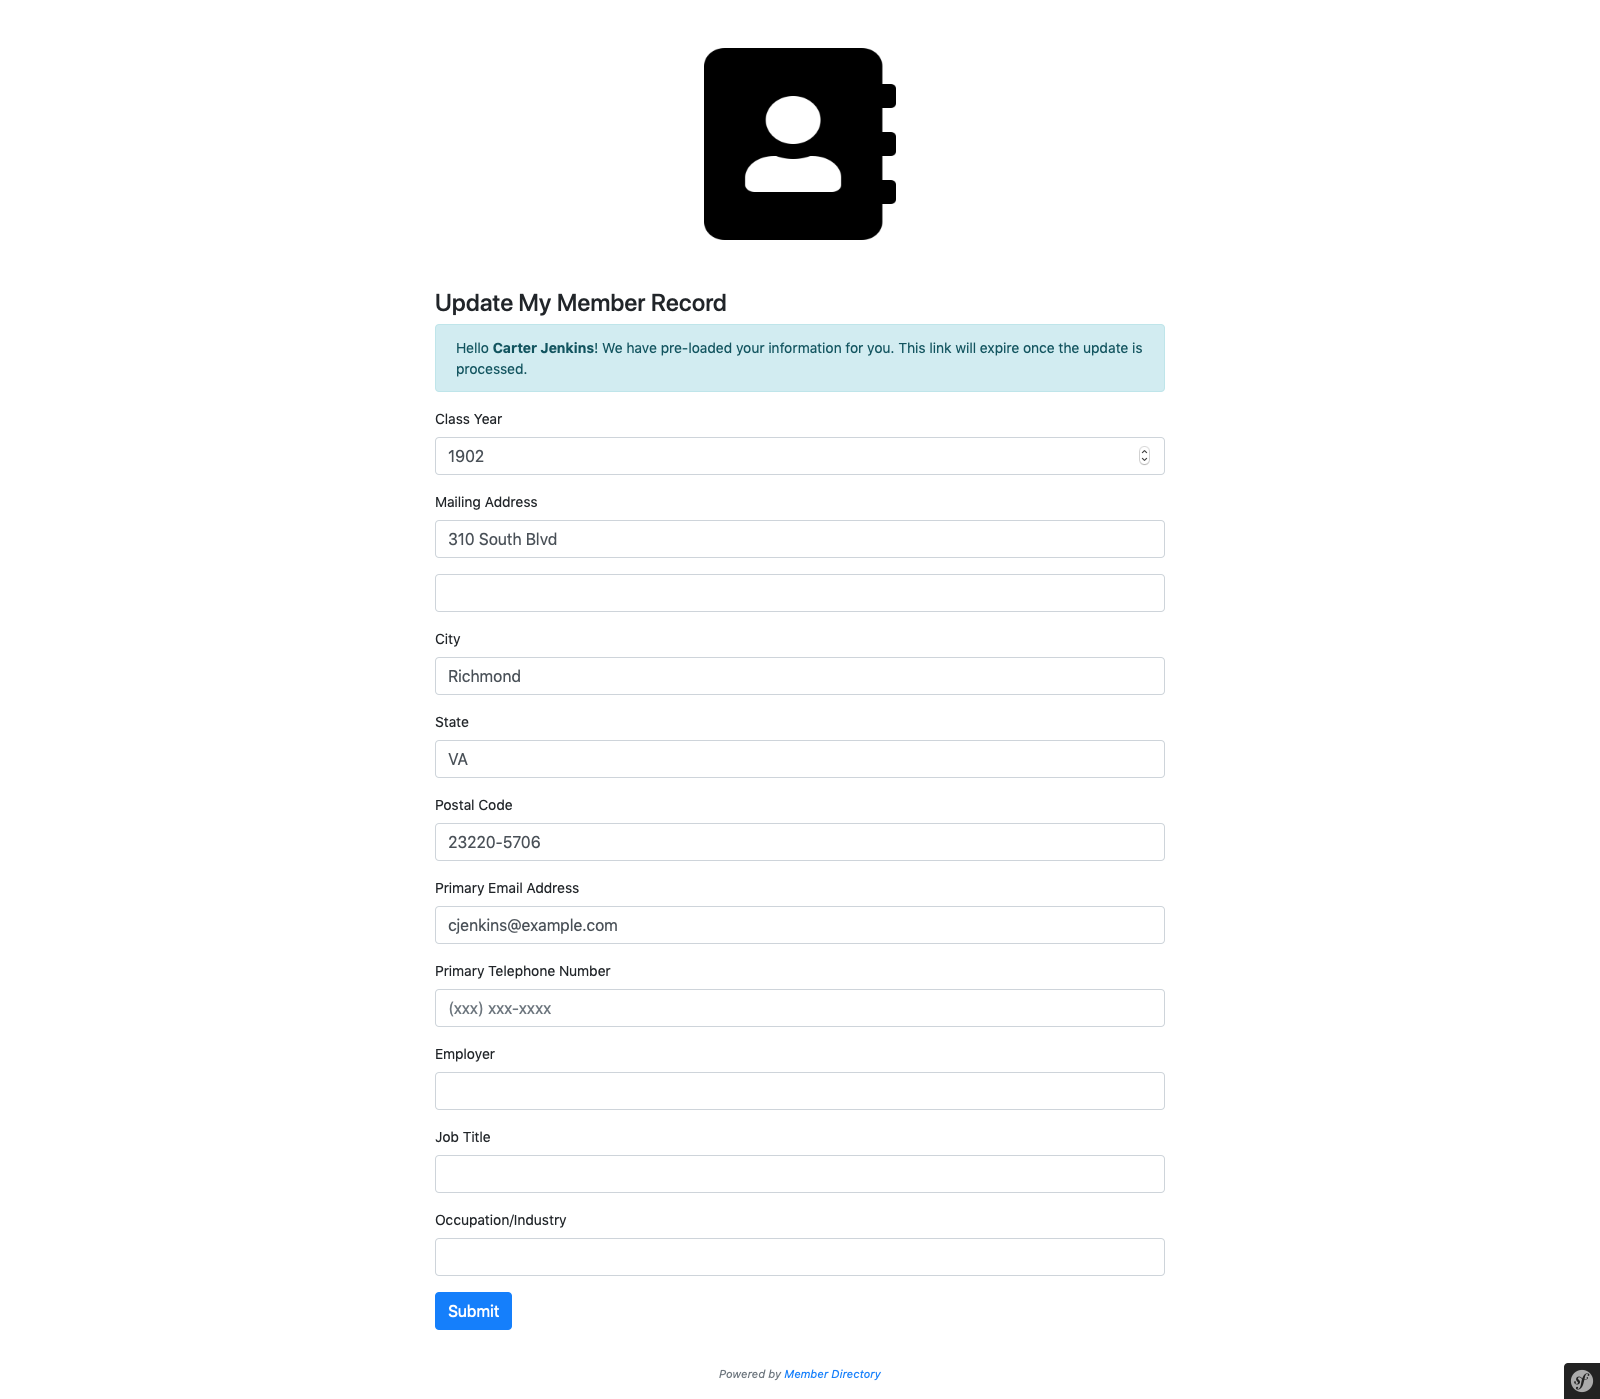 Update My Member Record
Hello Carter Jenkins! We have pre-loaded your information for you. This link will expire once the update is
processed.
Class Year
1902
Mailing Address
310 South Blvd
City
Richmond
State
VA
Postal Code
23220-5706
Primary Email Address
cjenkins@example.com
Primary Telephone Number
(xxx) xxx-xxxx
Employer
Job Title
Occupation/Industry
Submit
Powered by Member Directory
sf